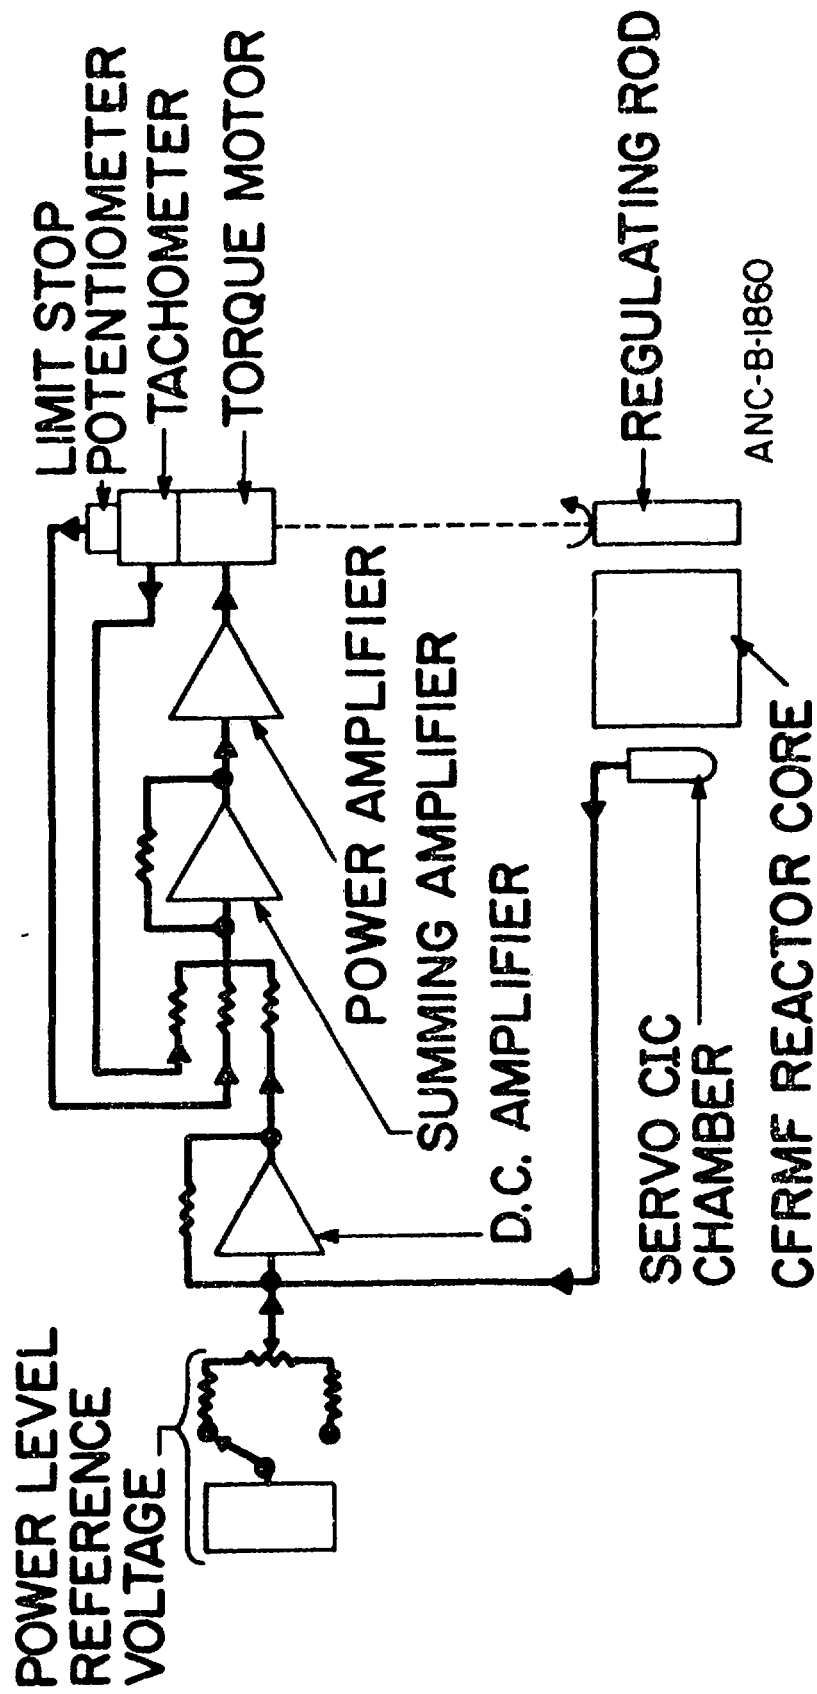 LIMIT STOP
POTENTIOMETER
TACHOMETER
TORQUE MOTOR
POWER LEVEL
REFERENCE
VOLTAGE
POWER AMPLIFIER
SUMMING AMPLIFIER
D.C. AMPLIFIER
SERVO CIC
CHAMBER
CFRMF REACTOR CORE
REGULATING ROD
ANC-B-1860